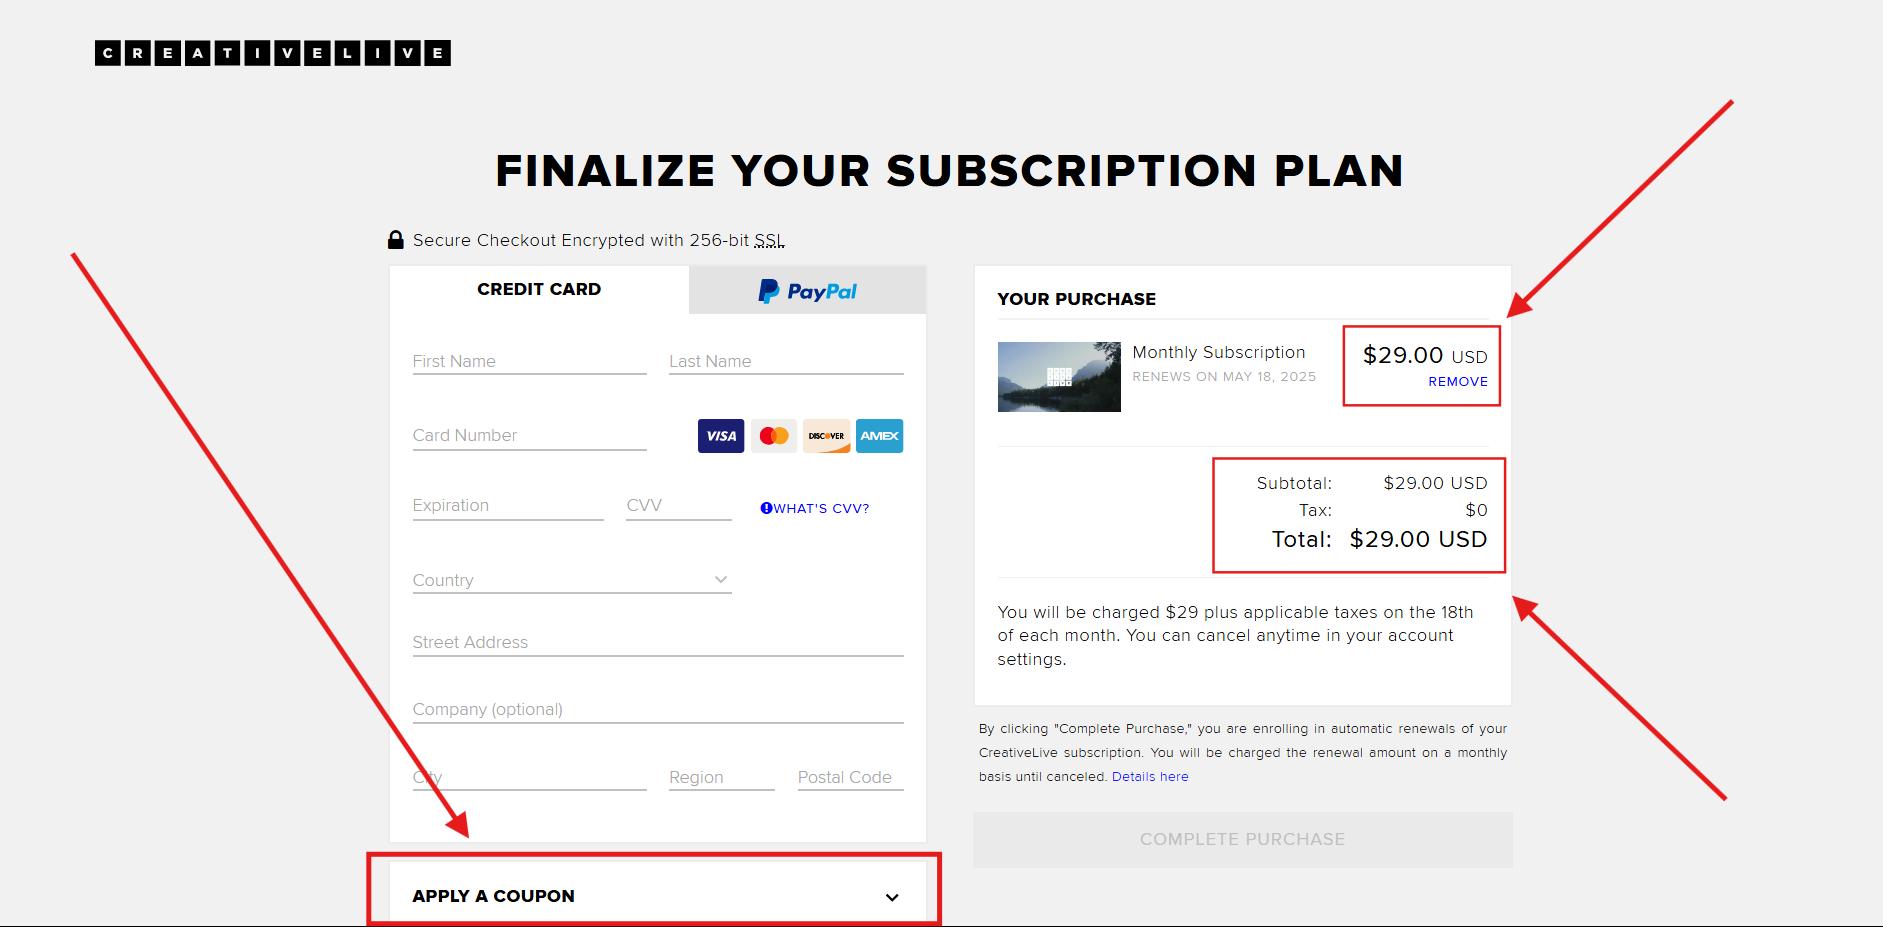 CREATIVELIVE
FINALIZE YOUR SUBSCRIPTION PLAN
Secure Checkout Encrypted with 256-bit SSL
CREDIT CARD
PayPal
First Name
Last Name
Card Number
VISA
DISCOVER
AMEX
Expiration
CVV
WHAT'S CVV?
Country
Street Address
Company (optional)
City
Region
Postal Code
APPLY A COUPON
YOUR PURCHASE
Monthly Subscription
$29.00 USD
RENEWS ON MAY 18, 2025
REMOVE
Subtotal: $29.00 USD
Tax: $0
Total: $29.00 USD
You will be charged $29 plus applicable taxes on the 18th
of each month. You can cancel anytime in your account
settings.
By clicking "Complete Purchase," you are enrolling in automatic renewals of your
CreativeLive subscription. You will be charged the renewal amount on a monthly
basis until canceled. Details here
COMPLETE PURCHASE